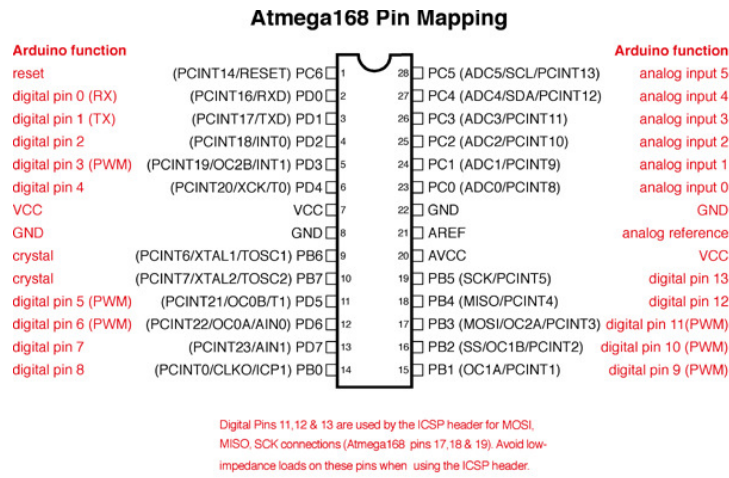 Atmega168 Pin Mapping
Arduino function Arduino function
reset (PCINT14/RESET) PC6 1 28 PC5 (ADC5/SCL/PCINT13) analog input 5
digital pin 0 (RX) (PCINT16/RXD) PD0 2 27 PC4 (ADC4/SDA/PCINT12) analog input 4
digital pin 1 (TX) (PCINT17/TXD) PD1 3 26 PC3 (ADC3/PCINT11) analog input 3
digital pin 2 (PCINT18/INT0) PD2 4 25 PC2 (ADC2/PCINT10) analog input 2
digital pin 3 (PWM) (PCINT19/OC2B/INT1) PD3 5 24 PC1 (ADC1/PCINT9) analog input 1
digital pin 4 (PCINT20/XCK/T0) PD4 6 23 PC0 (ADC0/PCINT8) analog input 0
VCC VCC 7 22 GND GND
GND GND 8 21 AREF analog reference
crystal (PCINT6/XTAL1/TOSC1) PB6 9 20 AVCC VCC
crystal (PCINT7/XTAL2/TOSC2) PB7 10 19 PB5 (SCK/PCINT5) digital pin 13
digital pin 5 (PWM) (PCINT21/OC0B/T1) PD5 11 18 PB4 (MISO/PCINT4) digital pin 12
digital pin 6 (PWM) (PCINT22/OC0A/AIN0) PD6 12 17 PB3 (MOSI/OC2A/PCINT3) digital pin 11(PWM)
digital pin 7 (PCINT23/AIN1) PD7 13 16 PB2 (SS/OC1B/PCINT2) digital pin 10 (PWM)
digital pin 8 (PCINT0/CLKO/ICP1) PB0 14 15 PB1 (OC1A/PCINT1) digital pin 9 (PWM)
Digital Pins 11,12 & 13 are used by the ICSP header for MOSI,
MISO, SCK connections (Atmega168 pins 17,18 & 19). Avoid low-
impedance loads on these pins when using the ICSP header.